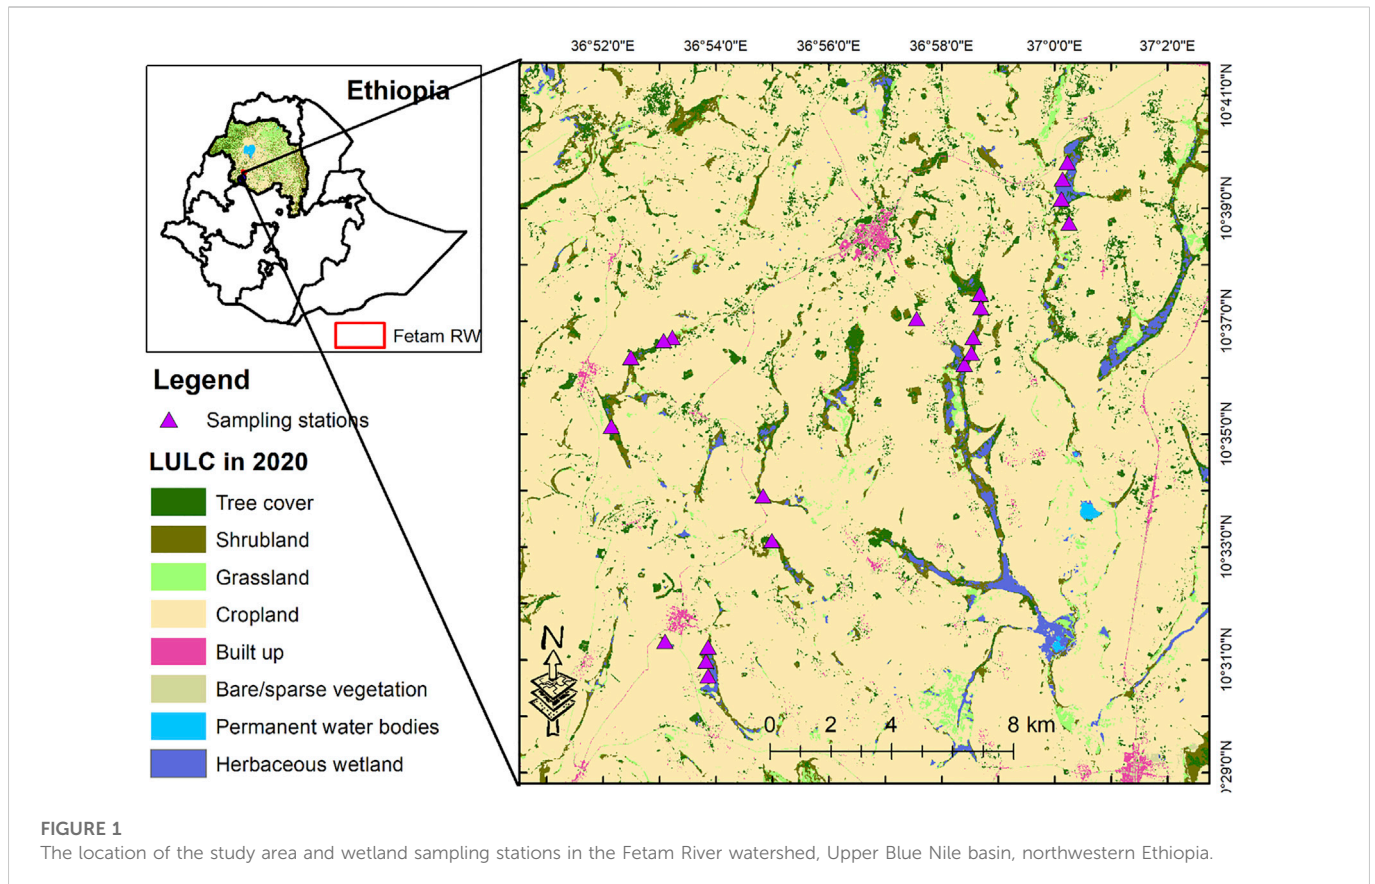 36°52'0"E 36°54'0"E 36°56'0"E 36°58'0"E 37°0'0"E 37°2'0"E
Ethiopia
Fetam RW
Legend
Sampling stations
LULC in 2020
Tree cover
Shrubland
Grassland
Cropland
Built up
Bare/sparse vegetation
Permanent water bodies
Herbaceous wetland
10°41'0"N
10°39'0"N
10°37'0"N
10°35'0"N
10°33'0"N
10°31'0"N
0°29'0"N
N
0 2 4 8 km
FIGURE 1
The location of the study area and wetland sampling stations in the Fetam River watershed, Upper Blue Nile basin, northwestern Ethiopia.